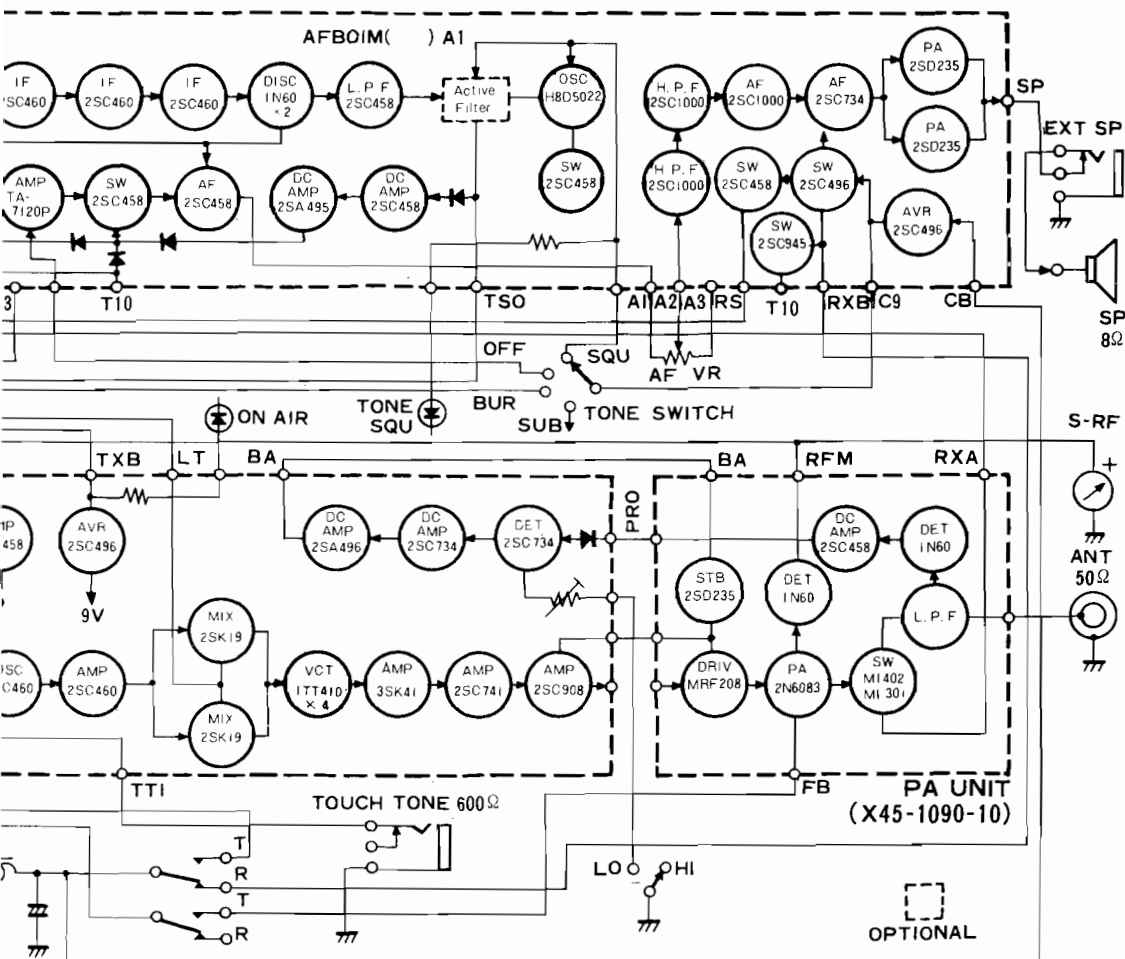 AFBOIM( ) A1
IF
2SC460
IF
2SC460
IF
2SC460
DISC
1N60
×2
L.P.F
2SC458
Active
Filter
OSC
H8D5022
H.P.F
2SC1000
AF
2SC1000
AF
2SC734
PA
2SD235
PA
2SD235
SP
EXT SP
AMP
TA-
7120P
SW
2SC458
AF
2SC458
DC
AMP
2SA495
DC
AMP
2SC458
SW
2SC458
H.P.F
2SC1000
SW
2SC458
SW
2SC496
SW
2SC945
AVR
2SC496
3
T10
TSO
A1
A2
A3
RS
T10
RXB
C9
CB
SP
8Ω
OFF
SQU
AF VR
BUR
SUB
TONE SWITCH
ON AIR
TONE
SQU
S-RF
+
TXB
LT
BA
BA
RFM
RXA
PRO
458
AVR
2SC496
9V
DC
AMP
2SA496
DC
AMP
2SC734
DET
2SC734
STB
2SD235
DET
1N60
DC
AMP
2SC458
DET
1N60
L.P.F
ANT
50Ω
MIX
2SK19
MIX
2SK19
OSC
C460
AMP
2SC460
VCT
1TT410
×4
AMP
3SK41
AMP
2SC741
AMP
2SC908
DRIV
MRF208
PA
2N6083
SW
MI402
MI301
TT1
FB
PA UNIT
(X45-1090-10)
TOUCH TONE 600Ω
T
R
T
R
LO
HI
OPTIONAL